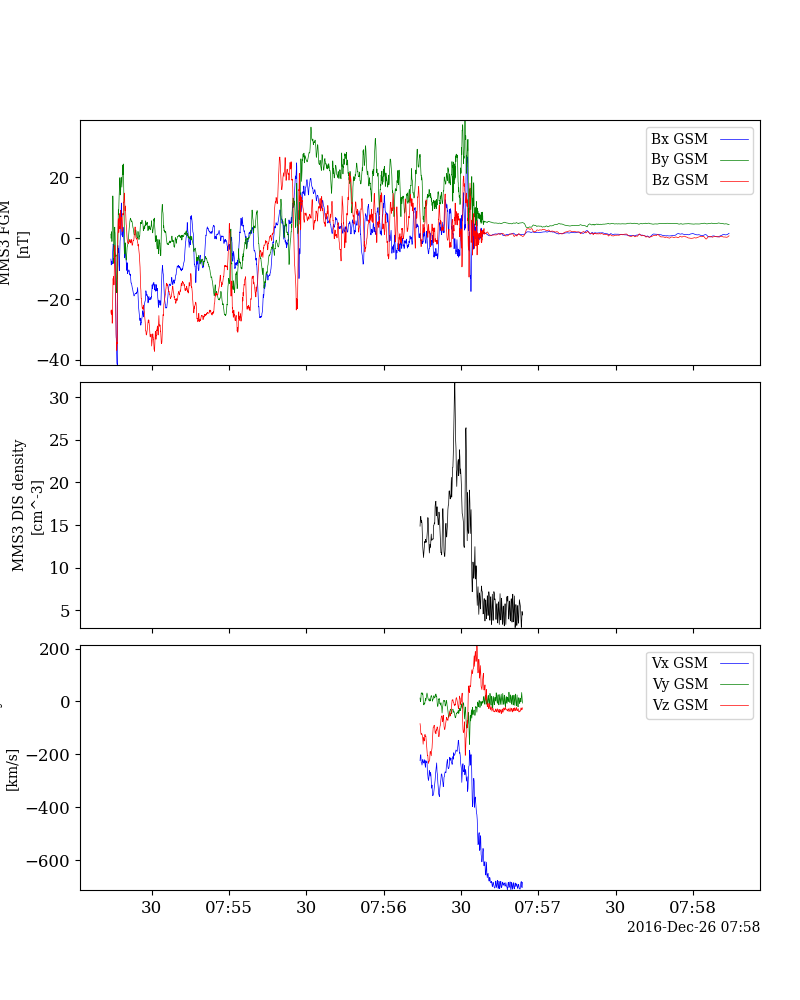 MMS3 FGM
[nT]
20
0
−20
−40
Bx GSM
By GSM
Bz GSM
MMS3 DIS density
[cm^-3]
30
25
20
15
10
5
[km/s]
200
0
−200
−400
−600
Vx GSM
Vy GSM
Vz GSM
30 07:55 30 07:56 30 07:57 30 07:58
2016-Dec-26 07:58